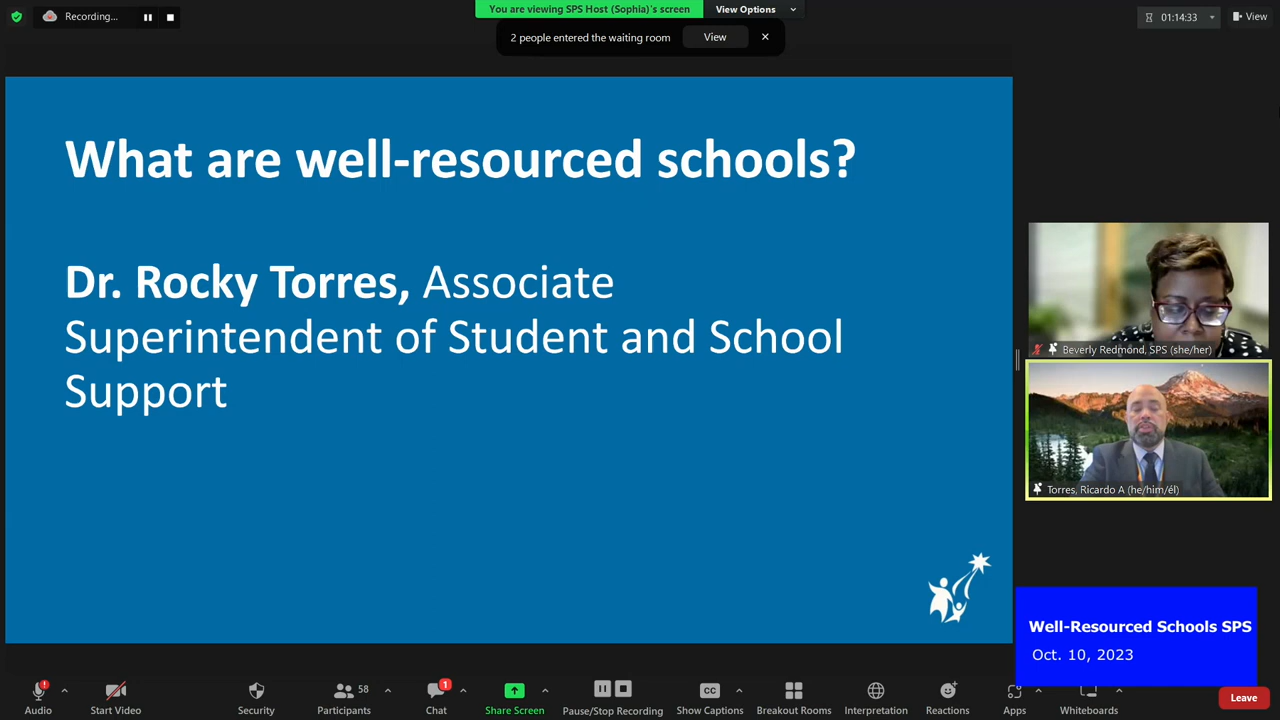 Recording...
You are viewing SPS Host (Sophia)'s screen
View Options
01:14:33
View
2 people entered the waiting room
View
What are well-resourced schools?
Dr. Rocky Torres, Associate
Superintendent of Student and School
Support
Beverly Redmond, SPS (she/her)
Torres, Ricardo A (he/him/él)
Well-Resourced Schools SPS
Oct. 10, 2023
Audio
Start Video
Security
Participants
58
Chat
1
Share Screen
Pause/Stop Recording
CC
Show Captions
Breakout Rooms
Interpretation
Reactions
Apps
Whiteboards
Leave